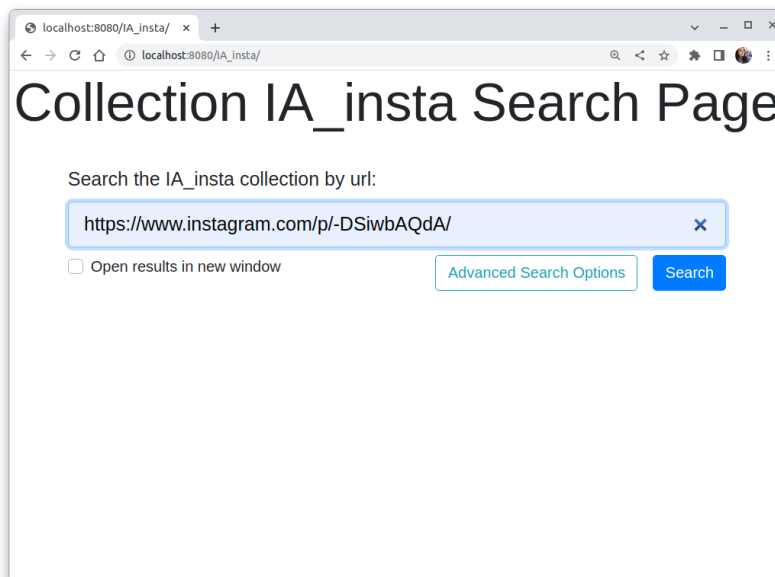 localhost:8080/IA_insta/
localhost:8080/IA_insta/
Collection IA_insta Search Page
Search the IA_insta collection by url:
https://www.instagram.com/p/-DSiwbAQdA/
Open results in new window
Advanced Search Options
Search